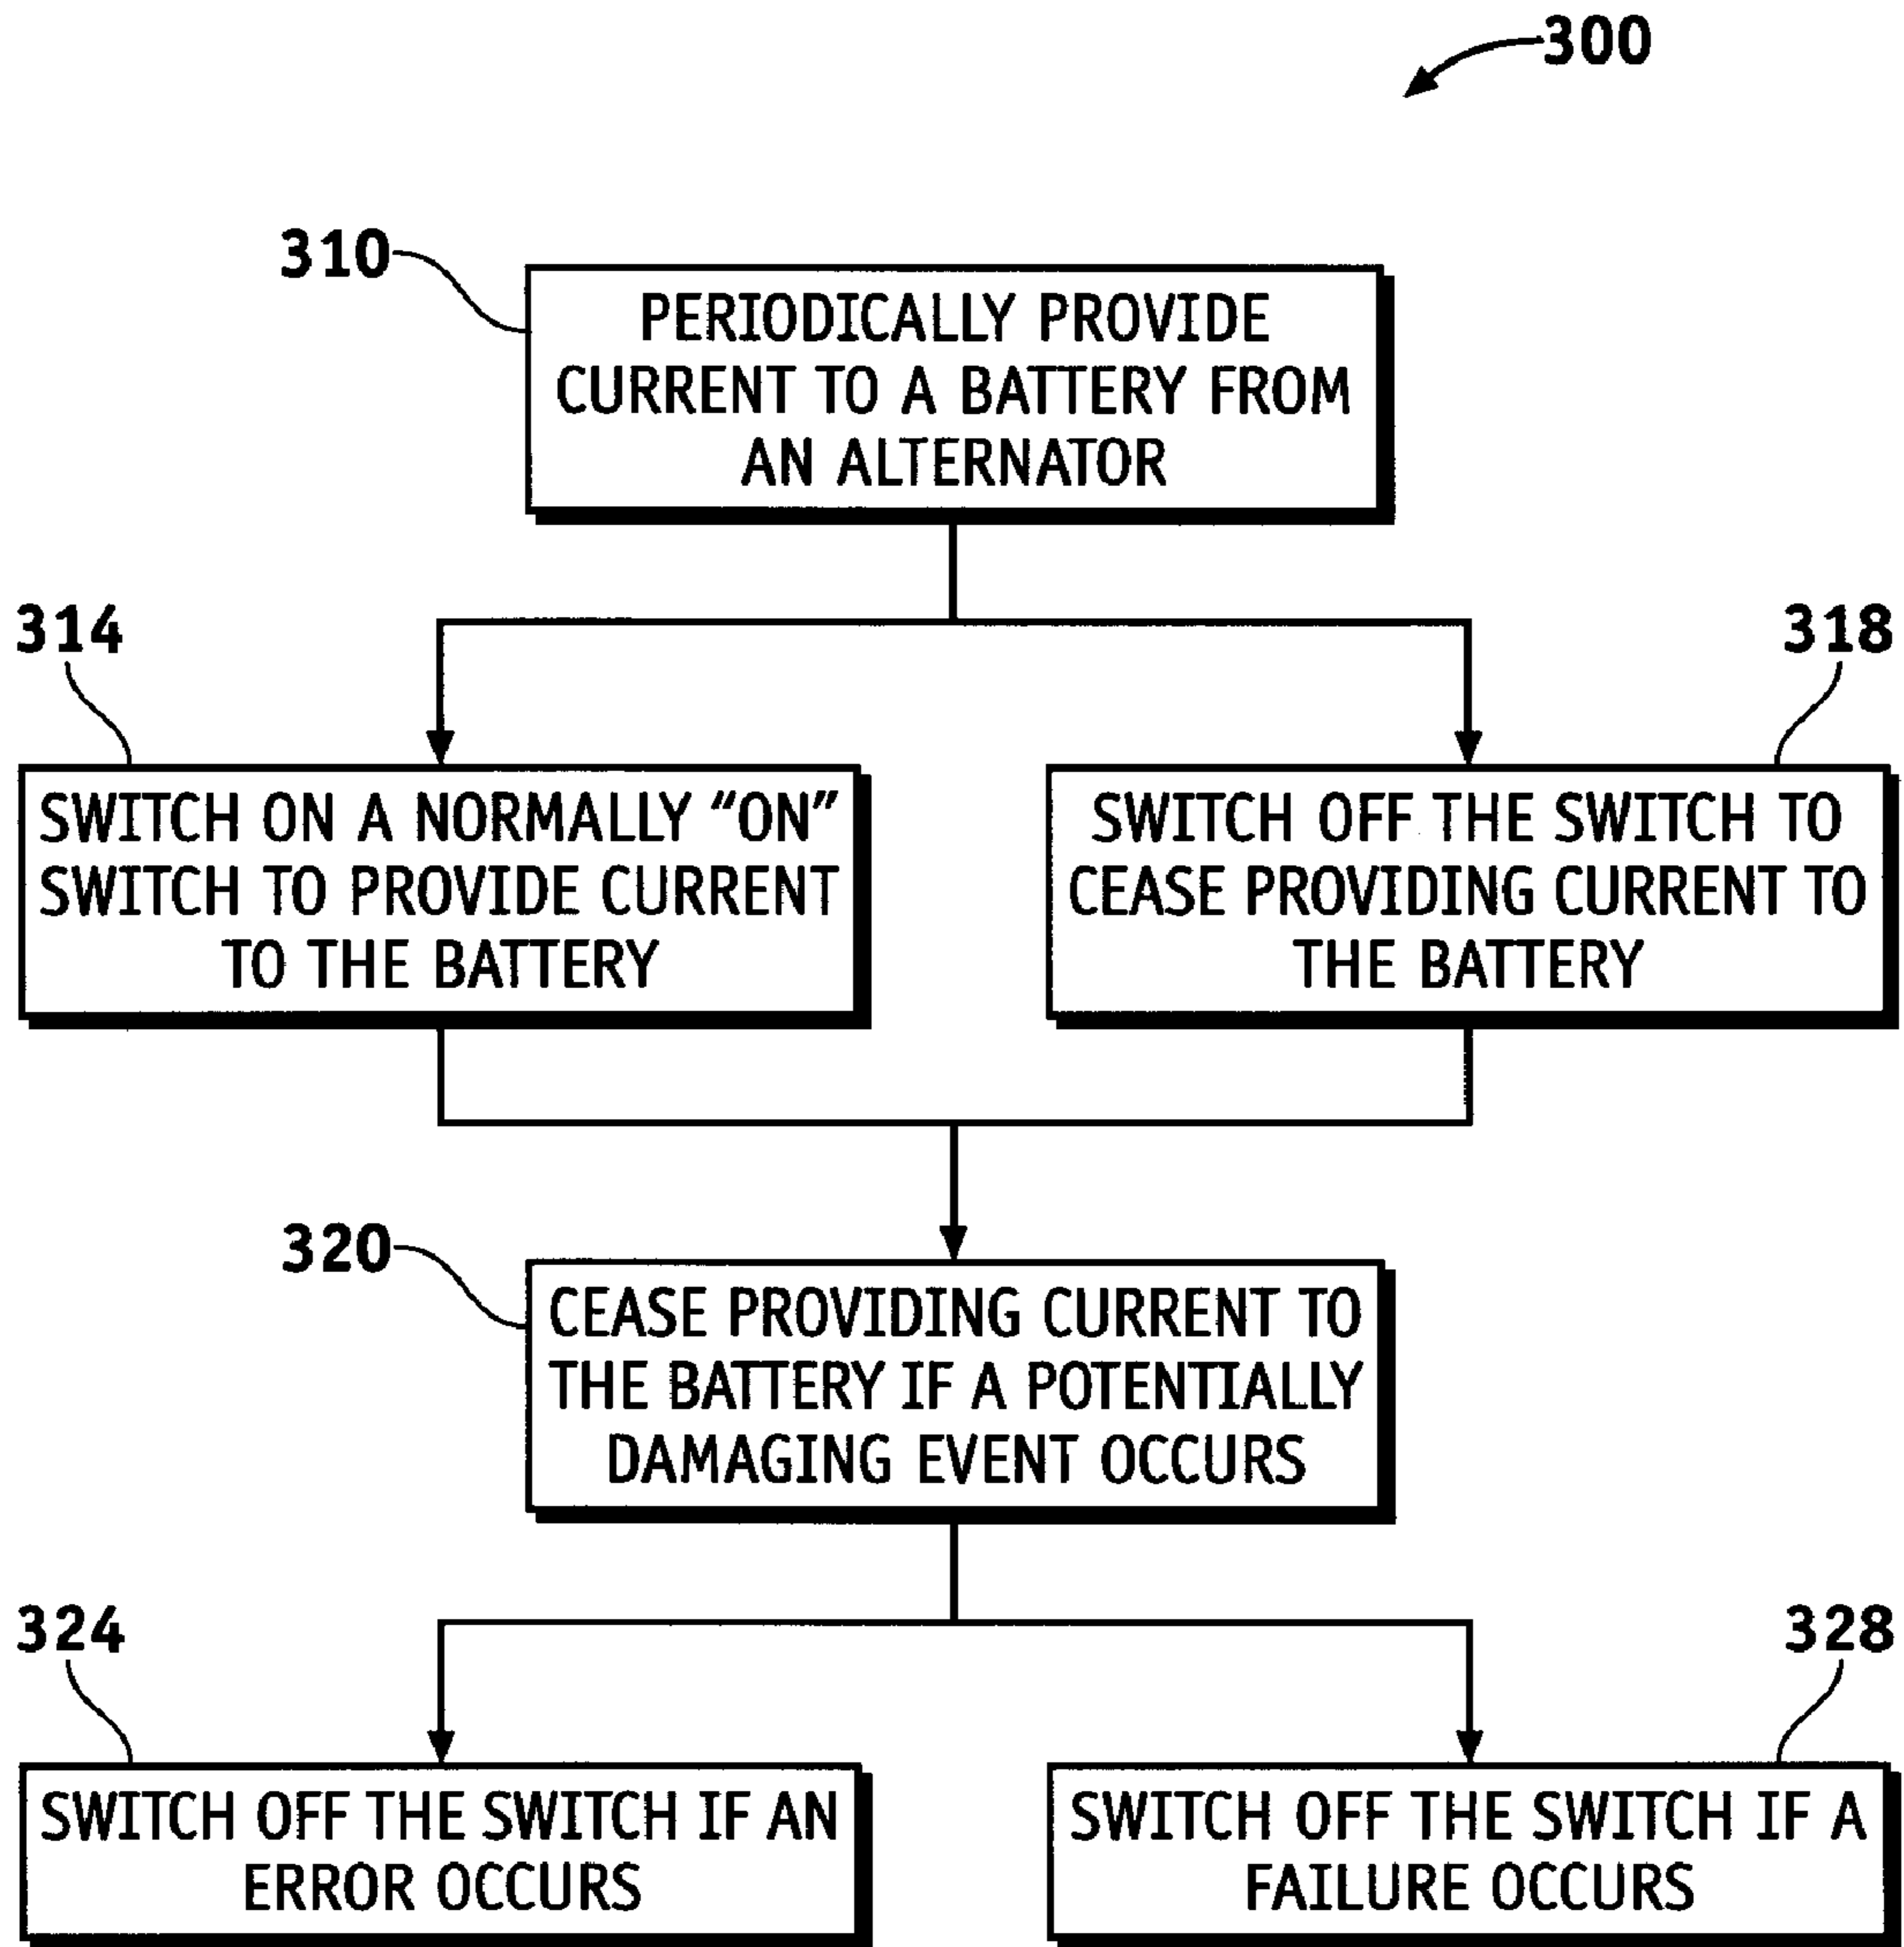 300
310
PERIODICALLY PROVIDE
CURRENT TO A BATTERY FROM
AN ALTERNATOR
314
318
SWITCH ON A NORMALLY “ON”
SWITCH TO PROVIDE CURRENT
TO THE BATTERY
SWITCH OFF THE SWITCH TO
CEASE PROVIDING CURRENT TO
THE BATTERY
320
CEASE PROVIDING CURRENT TO
THE BATTERY IF A POTENTIALLY
DAMAGING EVENT OCCURS
324
328
SWITCH OFF THE SWITCH IF AN
ERROR OCCURS
SWITCH OFF THE SWITCH IF A
FAILURE OCCURS